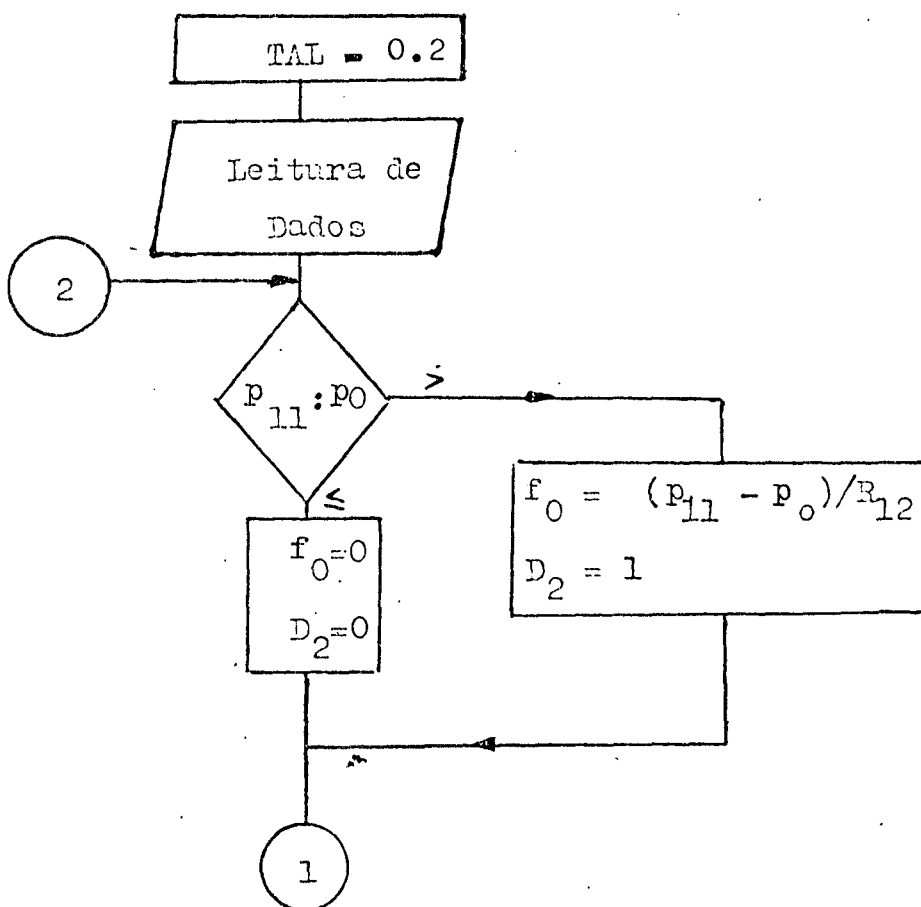 TAL = 0.2
Leitura de
Dados
2
p11:p0
>
≤
f0=0
D2=0
f0 = (p11 - po)/R12
D2 = 1
1